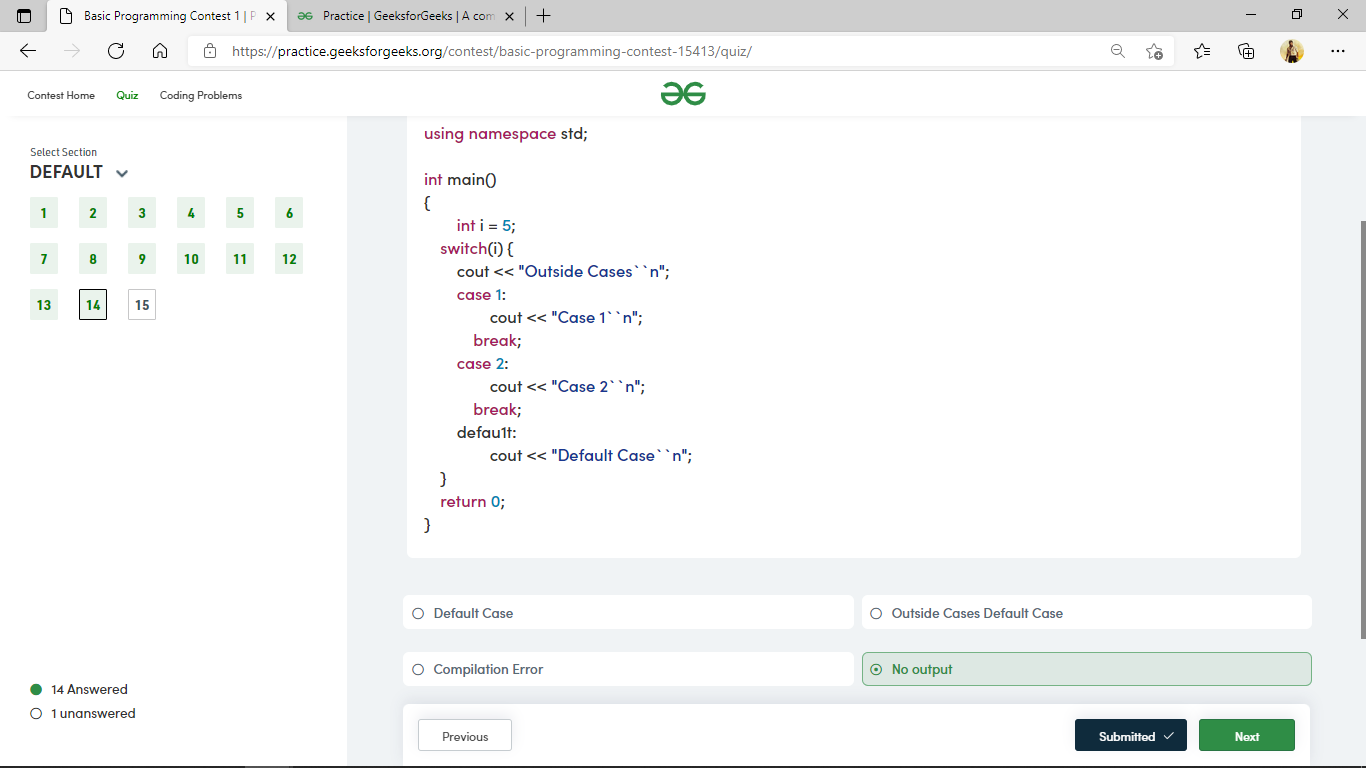 Basic Programming Contest 1 | P
Practice | GeeksforGeeks | A com
https://practice.geeksforgeeks.org/contest/basic-programming-contest-15413/quiz/
Contest Home Quiz Coding Problems
Select Section
DEFAULT
1 2 3 4 5 6
7 8 9 10 11 12
13 14 15
14 Answered
1 unanswered
using namespace std;
int main()
{
int i = 5;
switch(i) {
cout << "Outside Cases``n";
case 1:
cout << "Case 1``n";
break;
case 2:
cout << "Case 2``n";
break;
defau1t:
cout << "Default Case``n";
}
return 0;
}
Default Case
Outside Cases Default Case
Compilation Error
No output
Previous
Submitted
Next